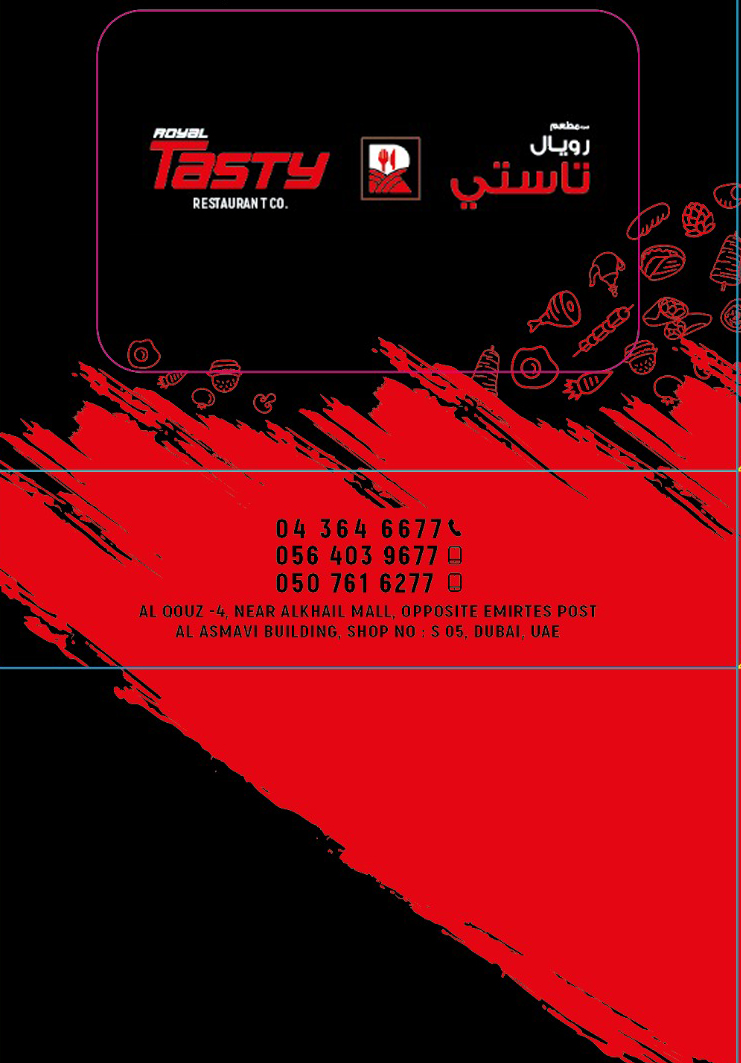 ROYAL
Tasty
RESTAURANT CO.
مطعم
رويال
تاستي
04 364 6677
056 403 9677
050 761 6277
AL QOUZ -4, NEAR ALKHAIL MALL, OPPOSITE EMIRTES POST
AL ASMAVI BUILDING, SHOP NO : S 05, DUBAI, UAE